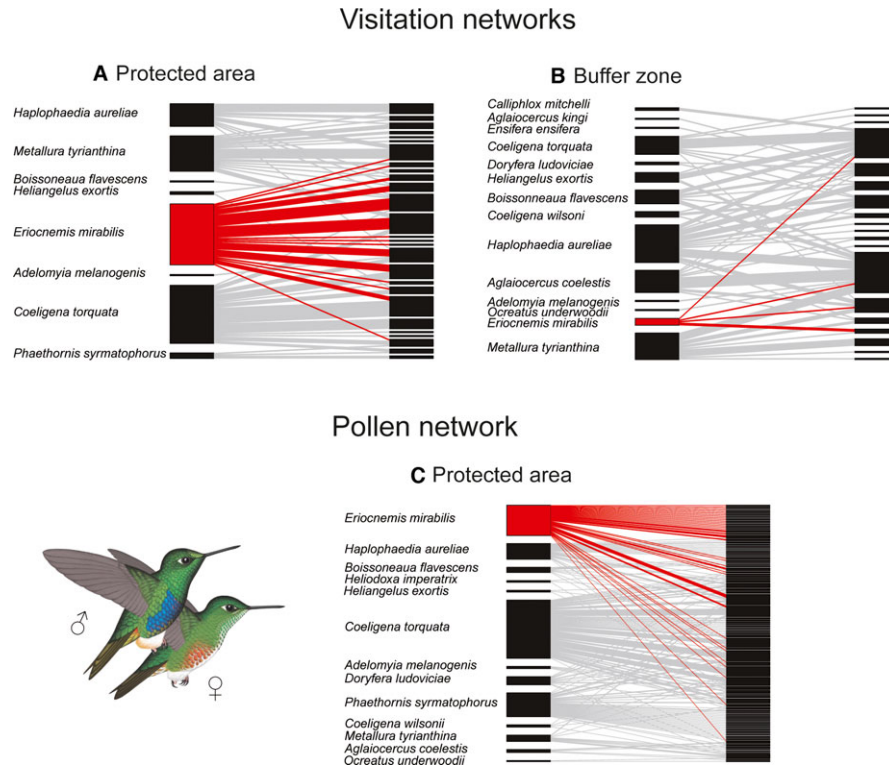 Visitation networks
A Protected area
Haplophaedia aureliae
Metallura tyrianthina
Boissoneaua flavescens
Heliangelus exortis
Eriocnemis mirabilis
Adelomyia melanogenis
Coeligena torquata
Phaethornis syrmatophorus
B Buffer zone
Calliphlox mitchelli
Aglaiocercus kingi
Ensifera ensifera
Coeligena torquata
Doryfera ludoviciae
Heliangelus exortis
Boissonneaua flavescens
Coeligena wilsoni
Haplophaedia aureliae
Aglaiocercus coelestis
Adelomyia melanogenis
Ocreatus underwoodii
Eriocnemis mirabilis
Metallura tyrianthina
Pollen network
C Protected area
Eriocnemis mirabilis
Haplophaedia aureliae
Boissoneaua flavescens
Heliodoxa imperatrix
Heliangelus exortis
Coeligena torquata
Adelomyia melanogenis
Doryfera ludoviciae
Phaethornis syrmatophorus
Coeligena wilsonii
Metallura tyrianthina
Aglaiocercus coelestis
Ocreatus underwoodii
♂
♀